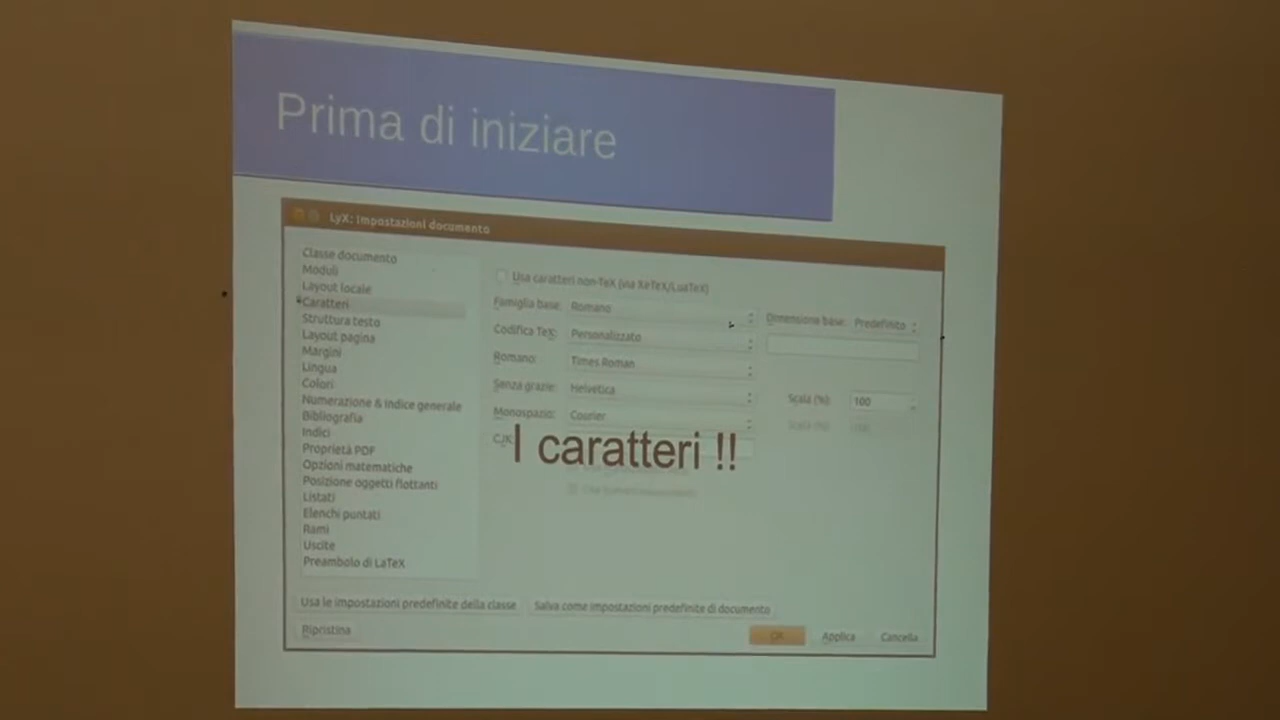 Prima di iniziare
LyX: Impostazioni documento
Classe documento
Moduli
Layout locale
Caratteri
Struttura testo
Layout pagina
Margini
Lingua
Colori
Numerazione & indice generale
Bibliografia
Indici
Proprietà PDF
Opzioni matematiche
Posizione oggetti flottanti
Listati
Elenchi puntati
Rami
Uscite
Preambolo di LaTeX
Usa caratteri non-TeX (via XeTeX/LuaTeX)
Famiglia base: Romano Dimensione base: Predefinito
Codifica TeX: Personalizzato
Romano: Times Roman
Senza grazie: Helvetica Scala (%) 100
Monospazio: Courier Scala (%)
CJK:
I caratteri !!
Usa le impostazioni predefinite della classe Salva come impostazioni predefinite di documento
Ripristina OK Applica Cancella